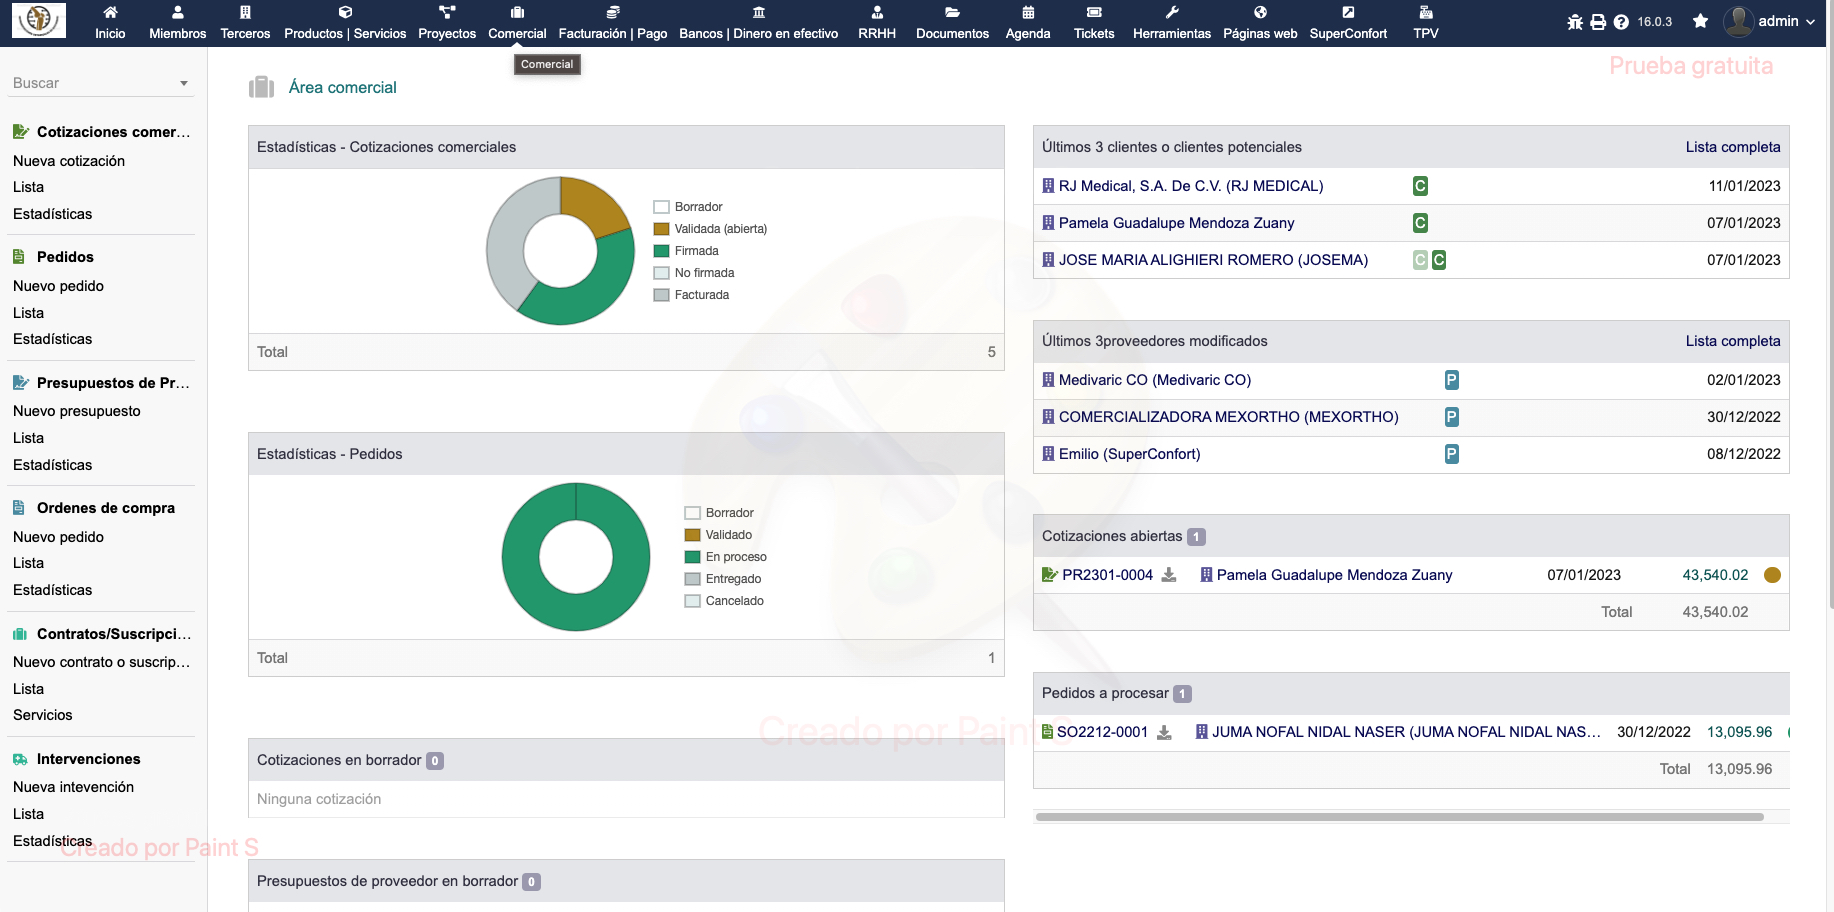 Inicio
Miembros
Terceros
Productos | Servicios
Proyectos
Comercial
Facturación | Pago
Bancos | Dinero en efectivo
RRHH
Documentos
Agenda
Tickets
Herramientas
Páginas web
SuperConfort
TPV
16.0.3
admin
Comercial
Prueba gratuita
Buscar
Cotizaciones comer...
Nueva cotización
Lista
Estadísticas
Pedidos
Nuevo pedido
Lista
Estadísticas
Presupuestos de Pr...
Nuevo presupuesto
Lista
Estadísticas
Ordenes de compra
Nuevo pedido
Lista
Estadísticas
Contratos/Suscripci...
Nuevo contrato o suscrip...
Lista
Servicios
Intervenciones
Nueva intevención
Lista
Estadísticas
Creado por Paint S
Área comercial
Estadísticas - Cotizaciones comerciales
Borrador
Validada (abierta)
Firmada
No firmada
Facturada
Total 5
Estadísticas - Pedidos
Borrador
Validado
En proceso
Entregado
Cancelado
Total 1
Creado por Paint S
Cotizaciones en borrador 0
Ninguna cotización
Presupuestos de proveedor en borrador 0
Últimos 3 clientes o clientes potenciales Lista completa
RJ Medical, S.A. De C.V. (RJ MEDICAL) C 11/01/2023
Pamela Guadalupe Mendoza Zuany C 07/01/2023
JOSE MARIA ALIGHIERI ROMERO (JOSEMA) C C 07/01/2023
Últimos 3proveedores modificados Lista completa
Medivaric CO (Medivaric CO) P 02/01/2023
COMERCIALIZADORA MEXORTHO (MEXORTHO) P 30/12/2022
Emilio (SuperConfort) P 08/12/2022
Cotizaciones abiertas 1
PR2301-0004 Pamela Guadalupe Mendoza Zuany 07/01/2023 43,540.02
Total 43,540.02
Pedidos a procesar 1
SO2212-0001 JUMA NOFAL NIDAL NASER (JUMA NOFAL NIDAL NAS... 30/12/2022 13,095.96
Total 13,095.96